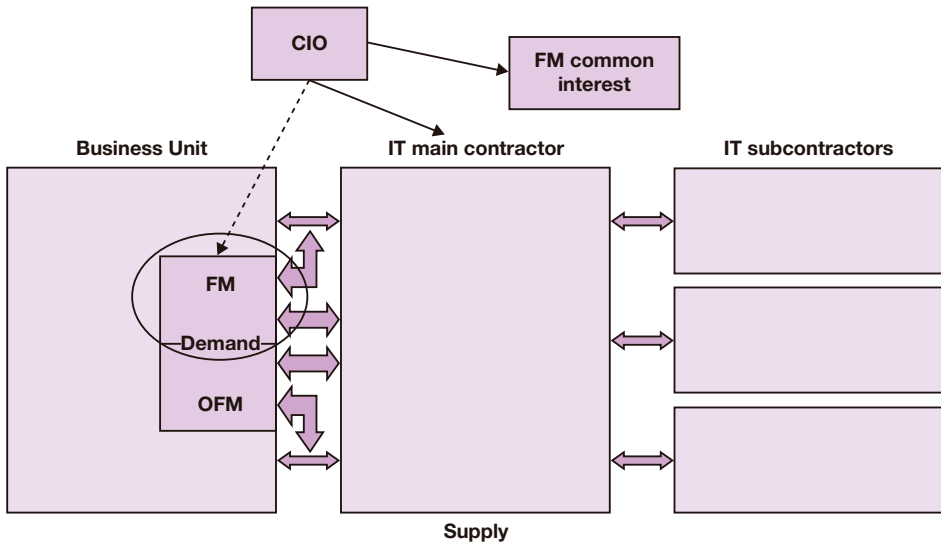 CIO
FM common
interest
Business Unit
IT main contractor
IT subcontractors
FM
Demand
OFM
Supply